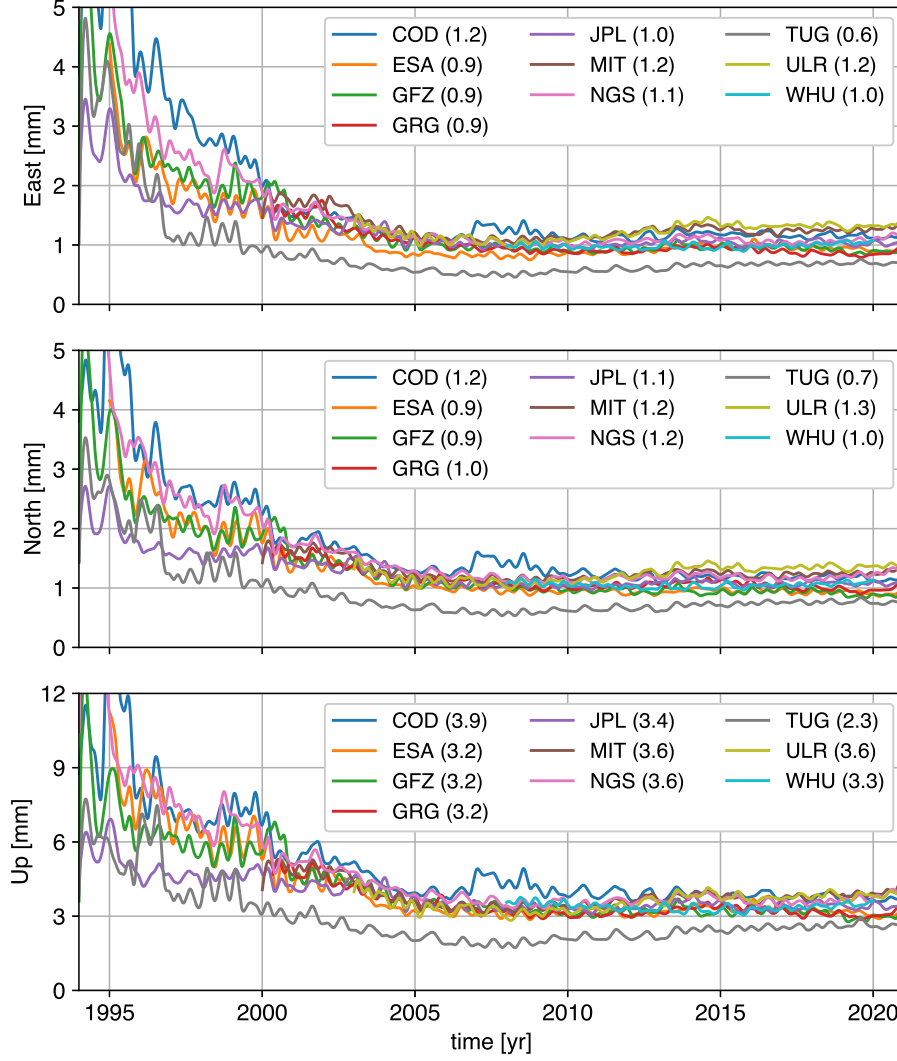 5
4
3
2
1
0
East [mm]
COD (1.2) JPL (1.0) TUG (0.6)
ESA (0.9) MIT (1.2) ULR (1.2)
GFZ (0.9) NGS (1.1) WHU (1.0)
GRG (0.9)
5
4
3
2
1
0
North [mm]
COD (1.2) JPL (1.1) TUG (0.7)
ESA (0.9) MIT (1.2) ULR (1.3)
GFZ (0.9) NGS (1.2) WHU (1.0)
GRG (1.0)
12
9
6
3
0
Up [mm]
COD (3.9) JPL (3.4) TUG (2.3)
ESA (3.2) MIT (3.6) ULR (3.6)
GFZ (3.2) NGS (3.6) WHU (3.3)
GRG (3.2)
1995 2000 2005 2010 2015 2020
time [yr]